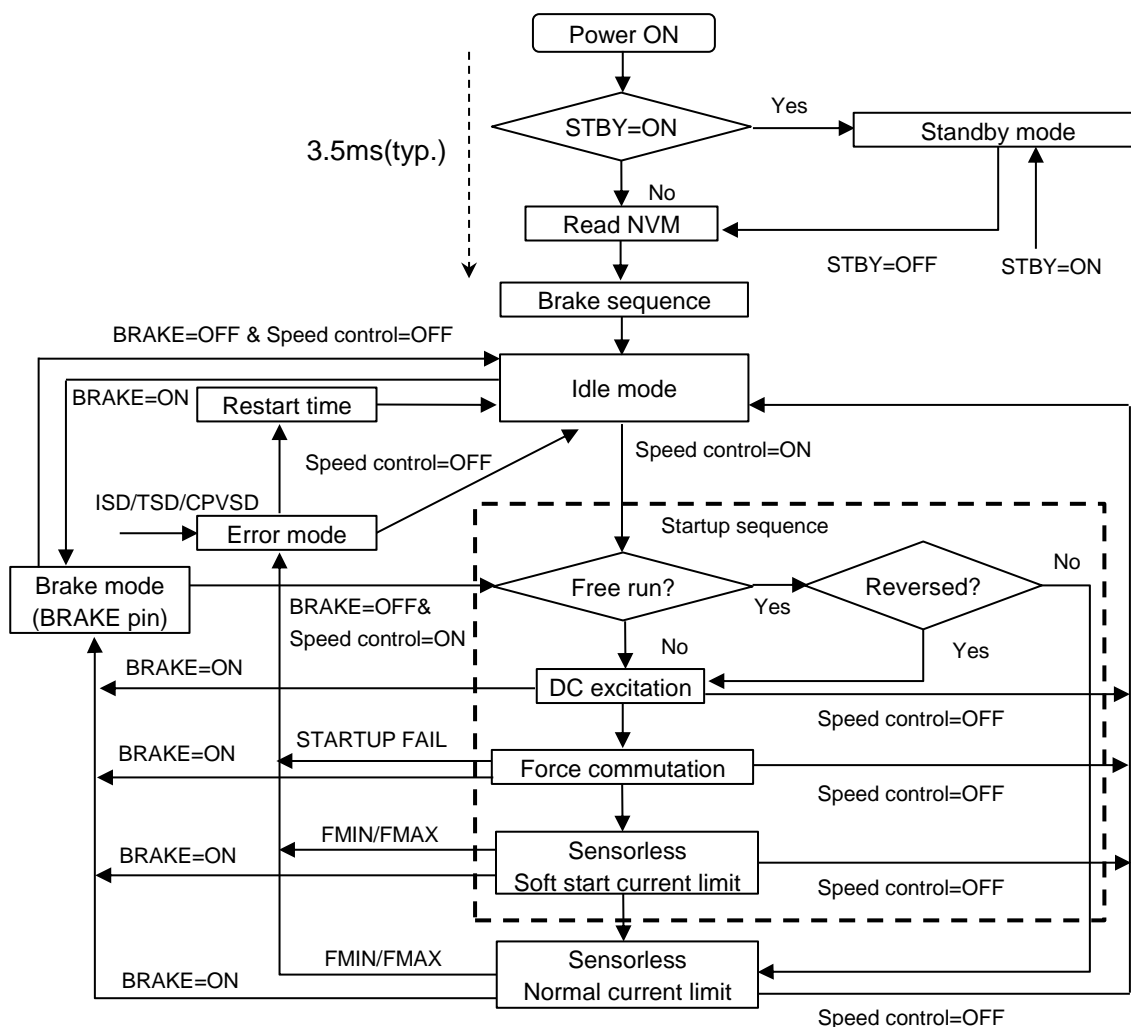 Power ON
Yes
STBY=ON
Standby mode
3.5ms(typ.)
No
Read NVM
STBY=OFF
STBY=ON
Brake sequence
BRAKE=OFF & Speed control=OFF
Idle mode
BRAKE=ON
Restart time
Speed control=ON
Speed control=OFF
ISD/TSD/CPVSD
Error mode
Startup sequence
No
Free run?
Reversed?
Brake mode
(BRAKE pin)
BRAKE=OFF&
Speed control=ON
Yes
No
Yes
BRAKE=ON
DC excitation
Speed control=OFF
STARTUP FAIL
BRAKE=ON
Force commutation
Speed control=OFF
FMIN/FMAX
BRAKE=ON
Sensorless
Soft start current limit
Speed control=OFF
FMIN/FMAX
BRAKE=ON
Sensorless
Normal current limit
Speed control=OFF